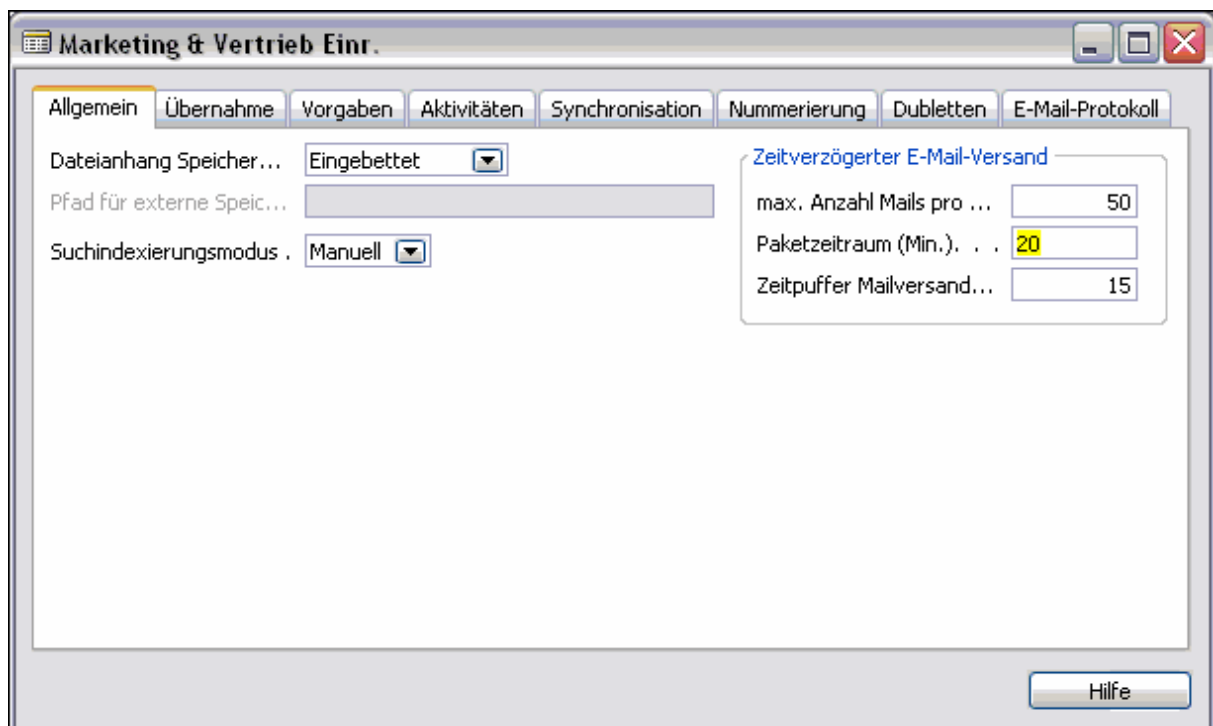 Marketing & Vertrieb Einr.
Allgemein Übernahme Vorgaben Aktivitäten Synchronisation Nummerierung Dubletten E-Mail-Protokoll
Dateianhang Speicher... Eingebettet
Pfad für externe Speic...
Suchindexierungsmodus . Manuell
Zeitverzögerter E-Mail-Versand
max. Anzahl Mails pro ... 50
Paketzeitraum (Min.). . . 20
Zeitpuffer Mailversand... 15
Hilfe